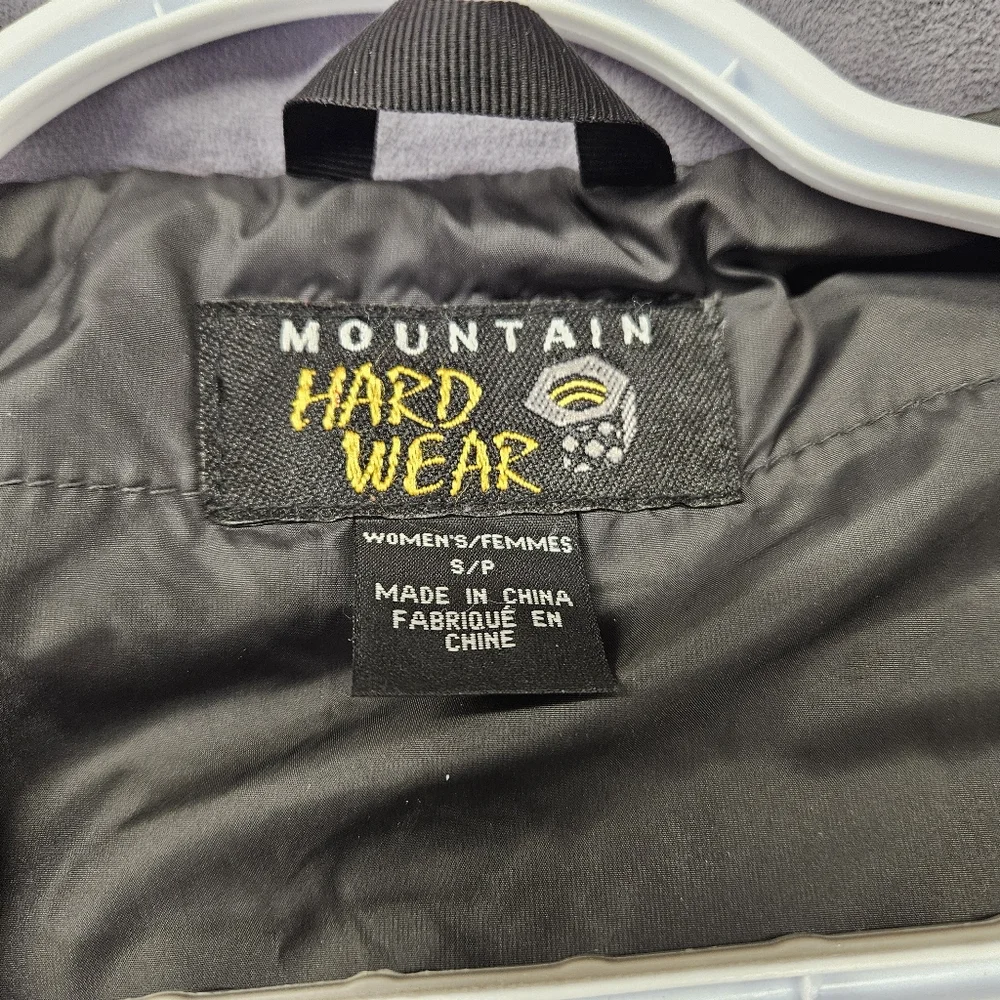 MOUNTAIN
HARD
WEAR
WOMEN'S/FEMMES
S/P
MADE IN CHINA
FABRIQUÉ EN
CHINE